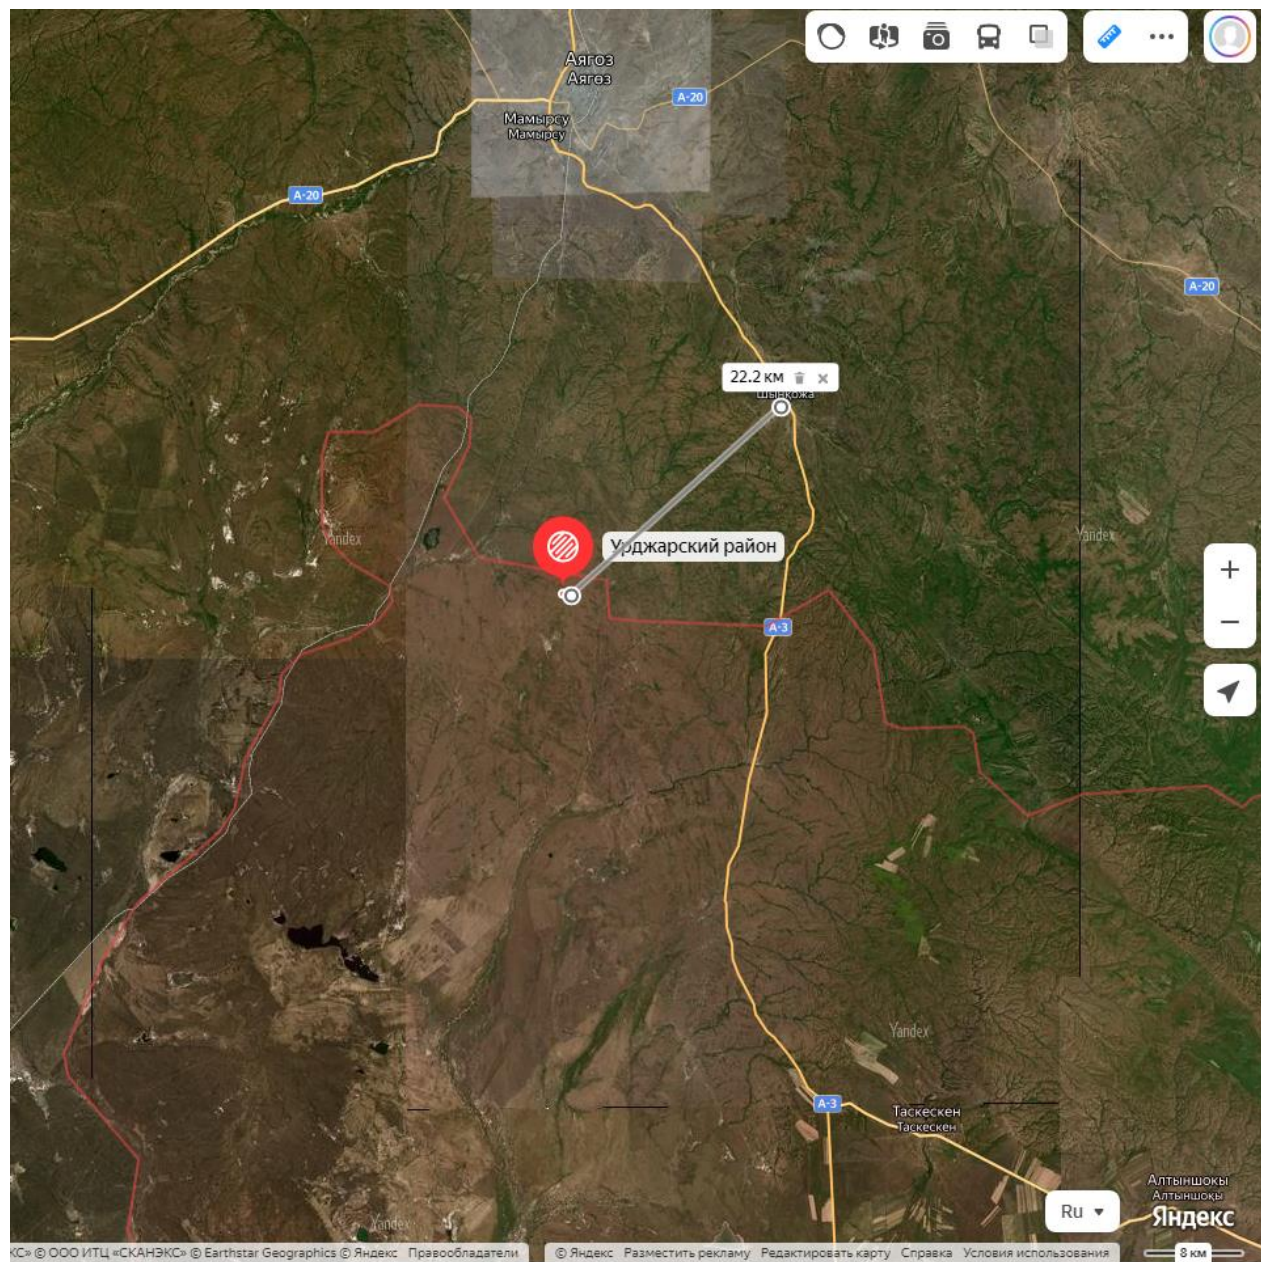 Аягоз
Аягөз
А-20
Мамырсу
Мамырсу
А-20
А-20
22.2 км
Шынқожа
Yandex
Yandex
Урджарский район
А-3
Yandex
А-3
Таскескен
Таскескен
Алтыншокы
Алтыншоқы
Ru
Яндекс
Yandex
КС» © ООО ИТЦ «СКАНЭКС» © Earthstar Geographics © Яндекс Правообладатели
© Яндекс Разместить рекламу Редактировать карту Справка Условия использования
8 км